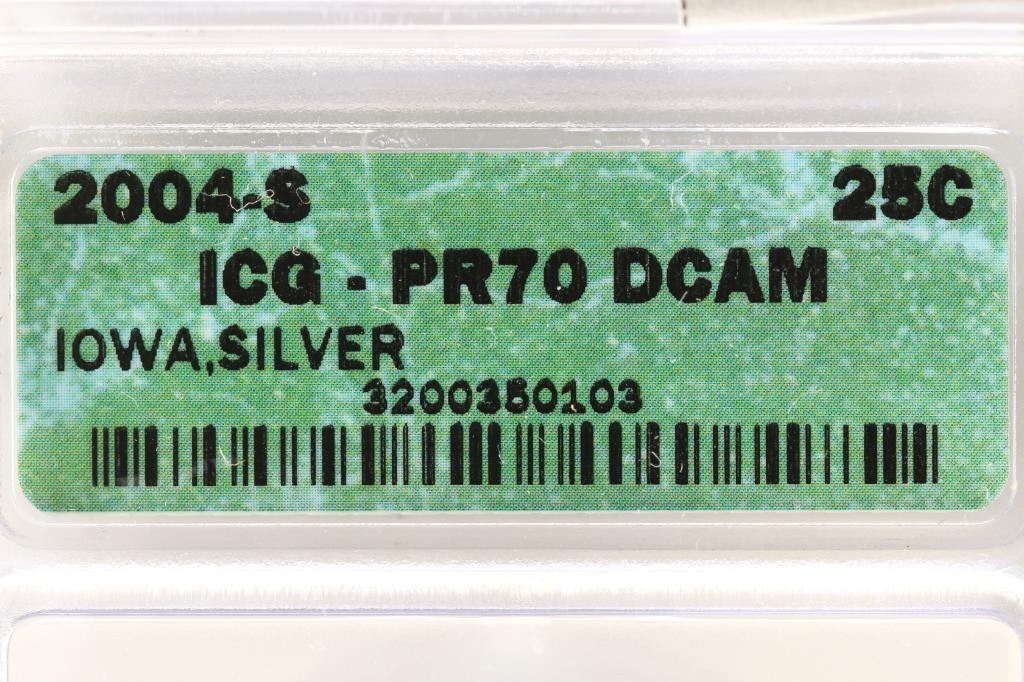 2004-S 25C
ICG - PR70 DCAM
IOWA,SILVER
3200350103